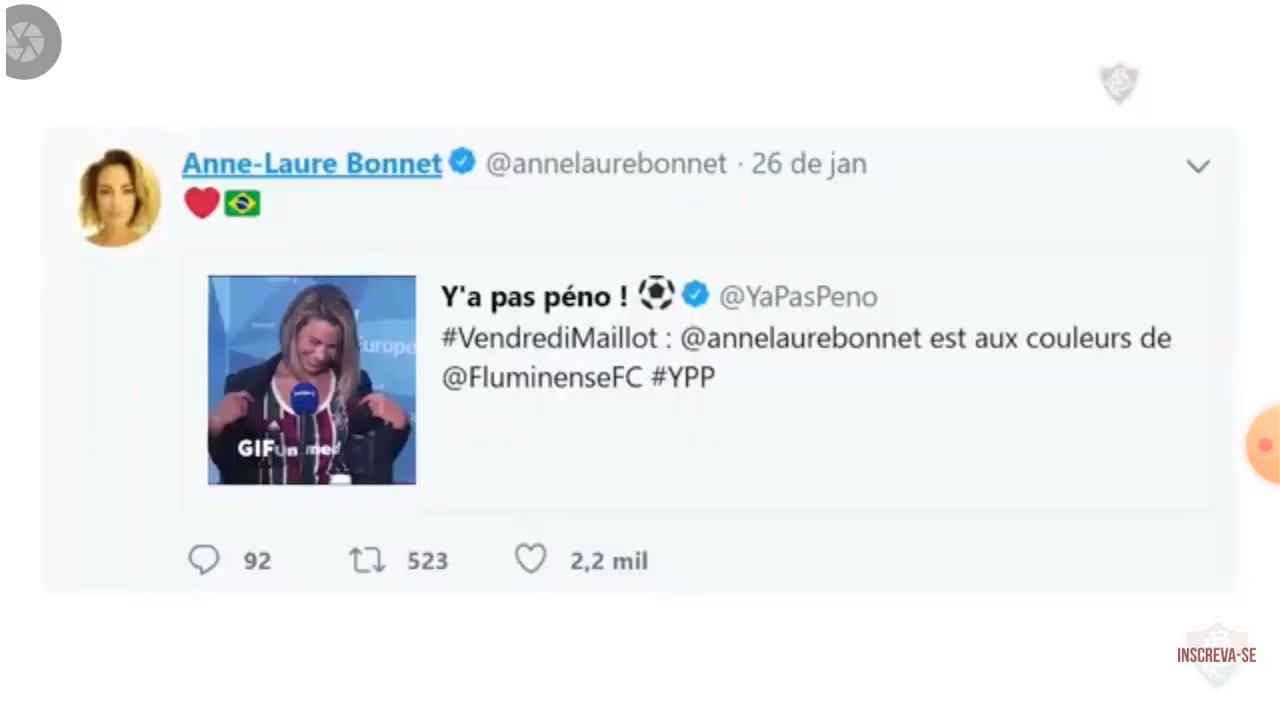 Anne-Laure Bonnet @annelaurebonnet · 26 de jan
Y'a pas péno ! @YaPasPeno
#VendrediMaillot : @annelaurebonnet est aux couleurs de
@FluminenseFC #YPP
Europe
GIF
92 523 2,2 mil
INSCREVA-SE